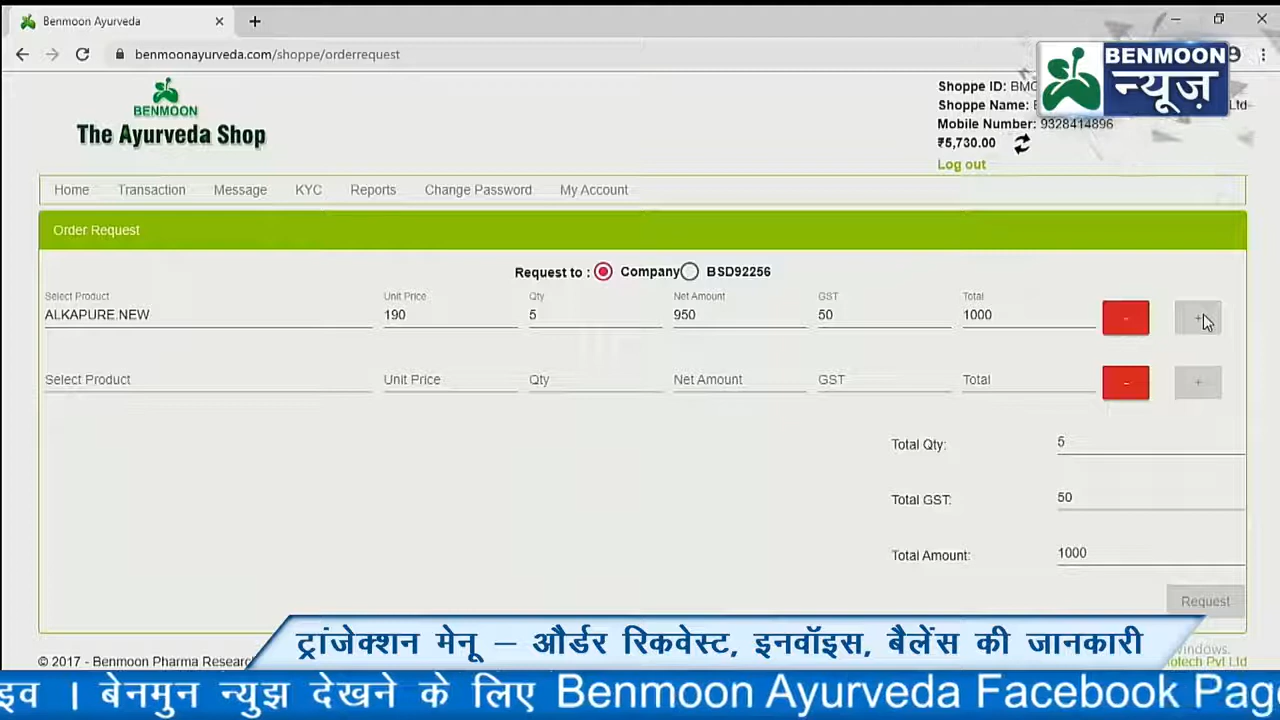 Benmoon Ayurveda
benmoonayurveda.com/shoppe/orderrequest
BENMOON
न्यूज़
BENMOON
The Ayurveda Shop
Shoppe ID:
Shoppe Name: Ltd
Mobile Number: 9328414896
₹5,730.00
Log out
Home Transaction Message KYC Reports Change Password My Account
Order Request
Request to : Company BSD92256
Select Product Unit Price Qty Net Amount GST Total
ALKAPURE.NEW 190 5 950 50 1000 - +
Select Product Unit Price Qty Net Amount GST Total - +
Total Qty: 5
Total GST: 50
Total Amount: 1000
Request
ट्रांजेक्शन मेनू – और्डर रिकवेस्ट, इनवॉइस, बैलेंस की जानकारी
© 2017 - Benmoon Pharma Pvt Ltd
। बेनमुन न्युझ देखने के लिए Benmoon Ayurveda Facebook